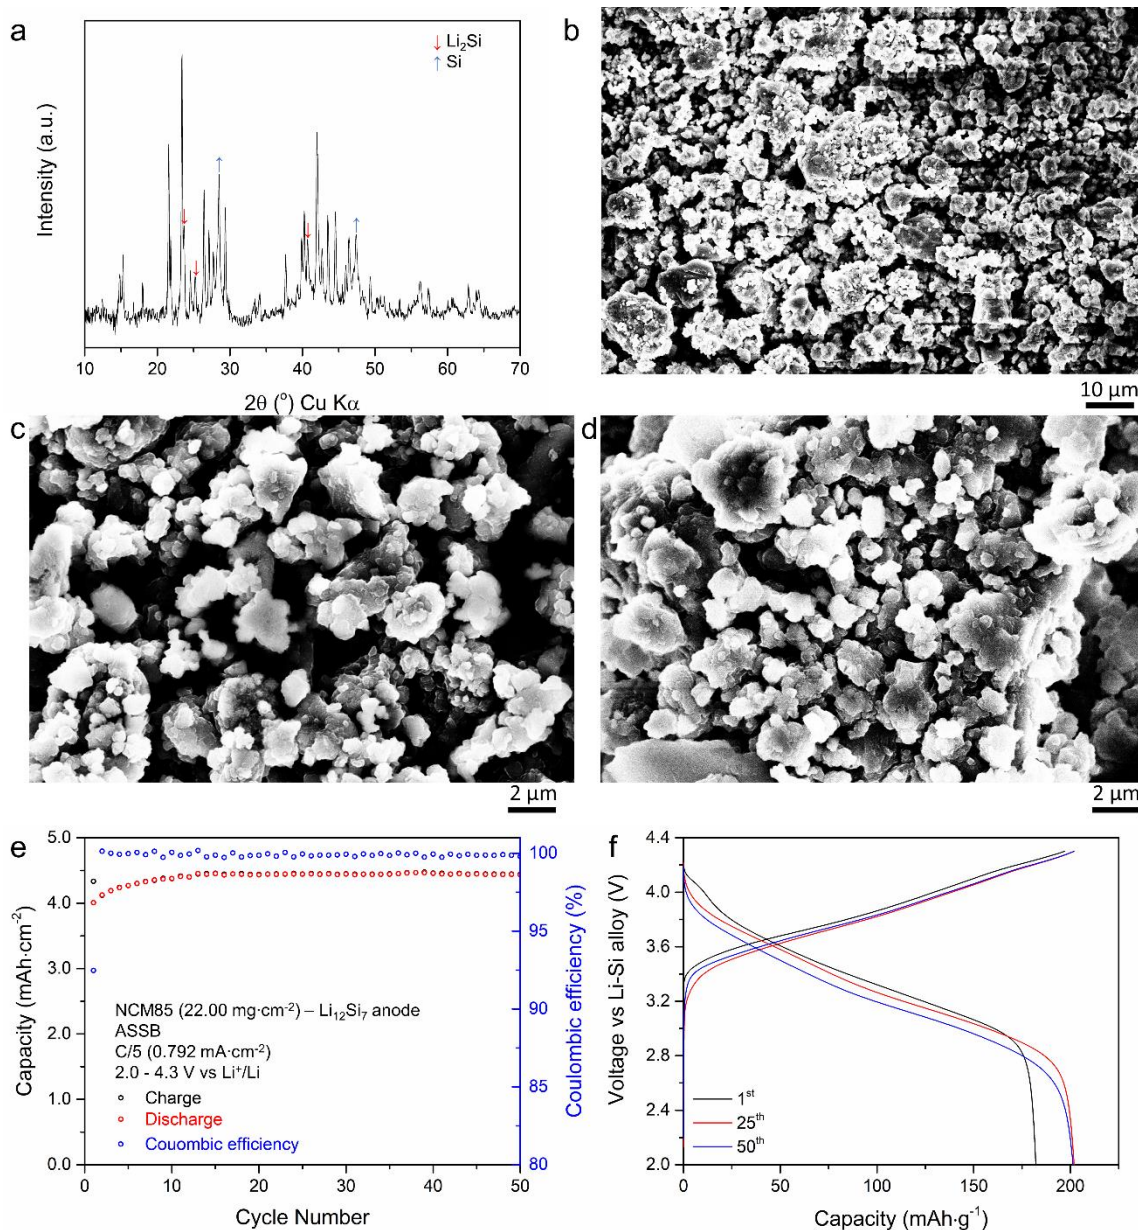 a
Intensity (a.u.)
↓ Li₂Si
↑ Si
10 20 30 40 50 60 70
2θ (°) Cu Kα
b
10 μm
c
2 μm
d
2 μm
e
Capacity (mAh·cm⁻²)
5.0
4.0
3.0
2.0
1.0
0.0
NCM85 (22.00 mg·cm⁻²) – Li₁₂Si₇ anode
ASSB
C/5 (0.792 mA·cm⁻²)
2.0 - 4.3 V vs Li⁺/Li
Charge
Discharge
Couombic efficiency
100
95
90
85
80
Coulombic efficiency (%)
0 10 20 30 40 50
Cycle Number
f
Voltage vs Li-Si alloy (V)
4.4
4.0
3.6
3.2
2.8
2.4
2.0
1ˢᵗ
25ᵗʰ
50ᵗʰ
0 50 100 150 200
Capacity (mAh·g⁻¹)